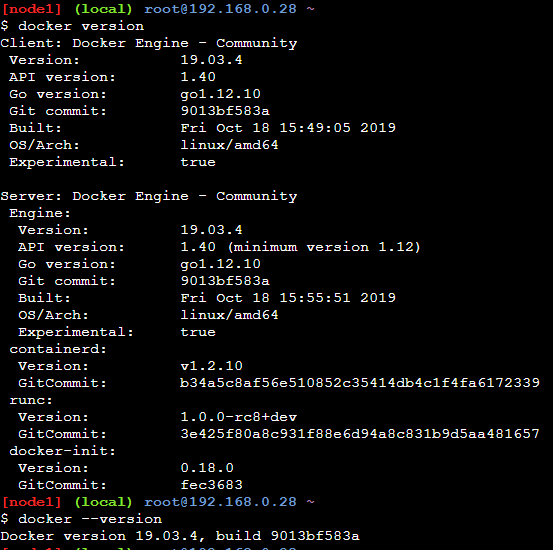 [node1] (local) root@192.168.0.28 ~
$ docker version
Client: Docker Engine - Community
 Version:           19.03.4
 API version:       1.40
 Go version:        go1.12.10
 Git commit:        9013bf583a
 Built:             Fri Oct 18 15:49:05 2019
 OS/Arch:           linux/amd64
 Experimental:      true

Server: Docker Engine - Community
 Engine:
  Version:          19.03.4
  API version:      1.40 (minimum version 1.12)
  Go version:       go1.12.10
  Git commit:       9013bf583a
  Built:            Fri Oct 18 15:55:51 2019
  OS/Arch:          linux/amd64
  Experimental:     true
 containerd:
  Version:          v1.2.10
  GitCommit:        b34a5c8af56e510852c35414db4c1f4fa6172339
 runc:
  Version:          1.0.0-rc8+dev
  GitCommit:        3e425f80a8c931f88e6d94a8c831b9d5aa481657
 docker-init:
  Version:          0.18.0
  GitCommit:        fec3683
[node1] (local) root@192.168.0.28 ~
$ docker --version
Docker version 19.03.4, build 9013bf583a